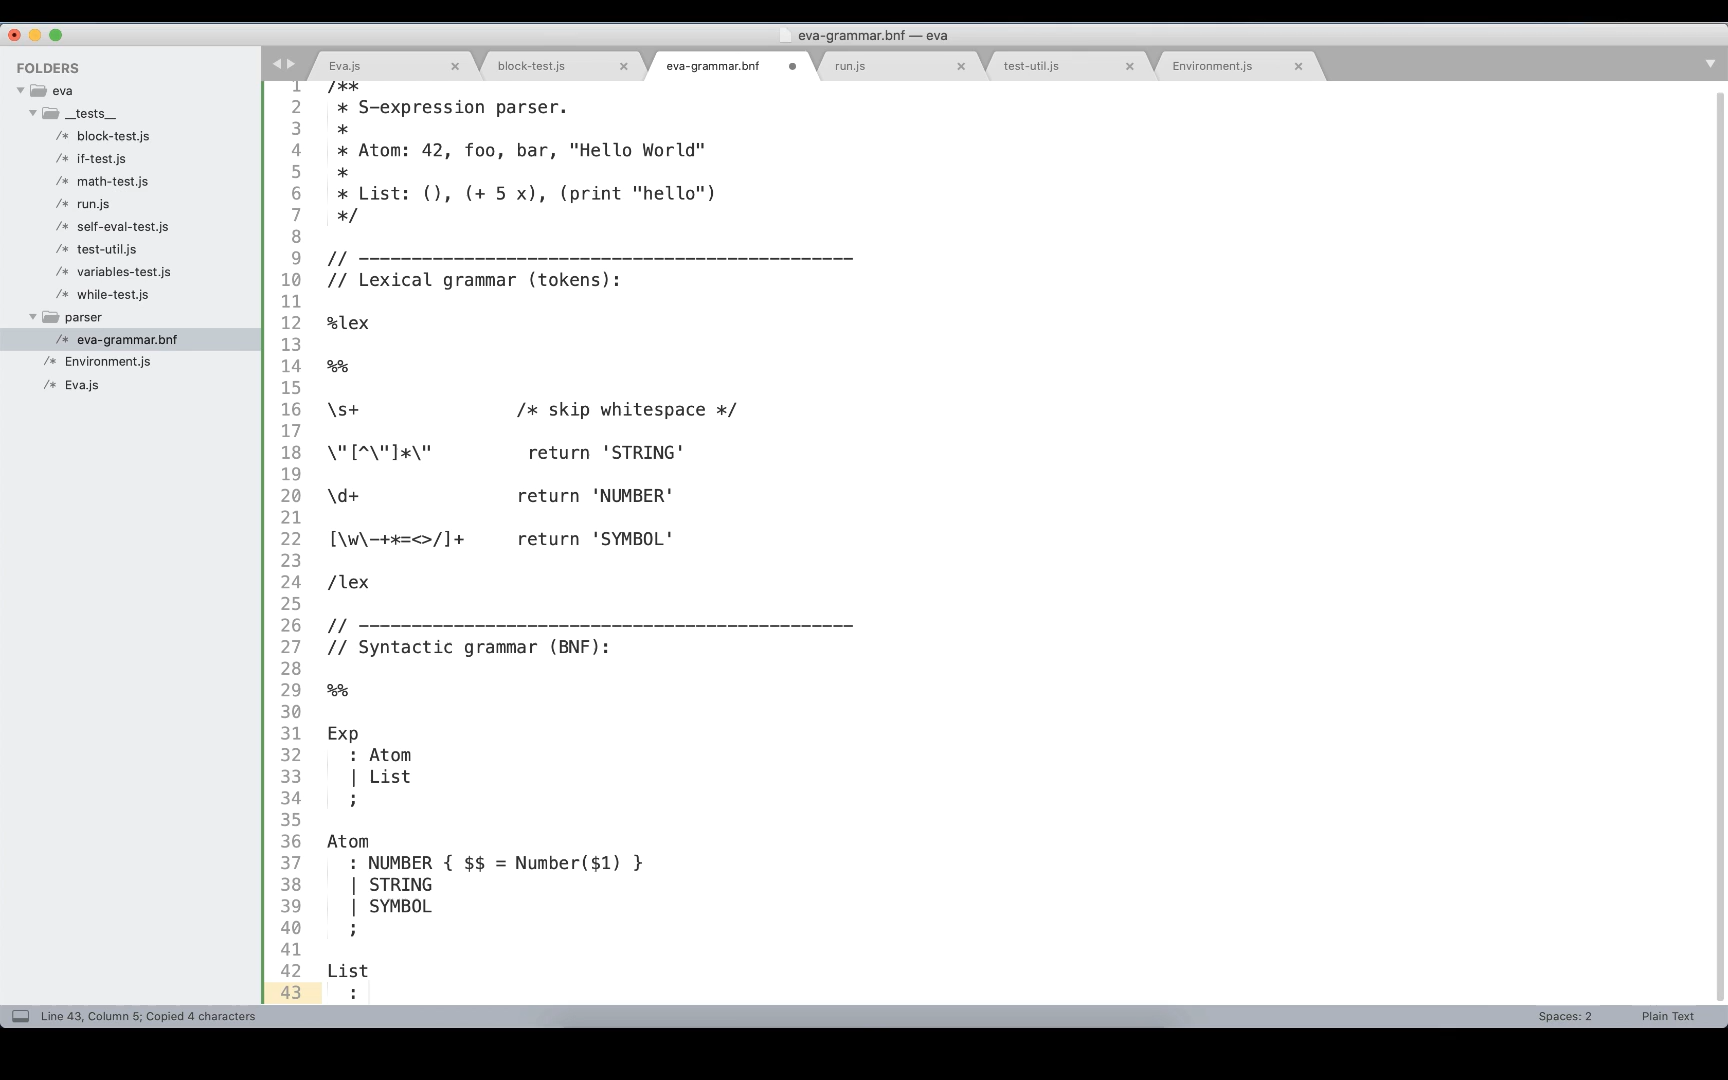 eva-grammar.bnf — eva
FOLDERS
eva
__tests__
/* block-test.js
/* if-test.js
/* math-test.js
/* run.js
/* self-eval-test.js
/* test-util.js
/* variables-test.js
/* while-test.js
parser
/* eva-grammar.bnf
/* Environment.js
/* Eva.js
Eva.js × block-test.js × eva-grammar.bnf run.js × test-util.js × Environment.js ×
1 /**
2  * S-expression parser.
3  *
4  * Atom: 42, foo, bar, "Hello World"
5  *
6  * List: (), (+ 5 x), (print "hello")
7  */
8
9 // -----------------------------------------------
10 // Lexical grammar (tokens):
11
12 %lex
13
14 %%
15
16 \s+               /* skip whitespace */
17
18 \"[^\"]*\"         return 'STRING'
19
20 \d+               return 'NUMBER'
21
22 [\w\-+*=<>/]+     return 'SYMBOL'
23
24 /lex
25
26 // -----------------------------------------------
27 // Syntactic grammar (BNF):
28
29 %%
30
31 Exp
32   : Atom
33   | List
34   ;
35
36 Atom
37   : NUMBER { $$ = Number($1) }
38   | STRING
39   | SYMBOL
40   ;
41
42 List
43   :
Line 43, Column 5; Copied 4 characters
Spaces: 2
Plain Text